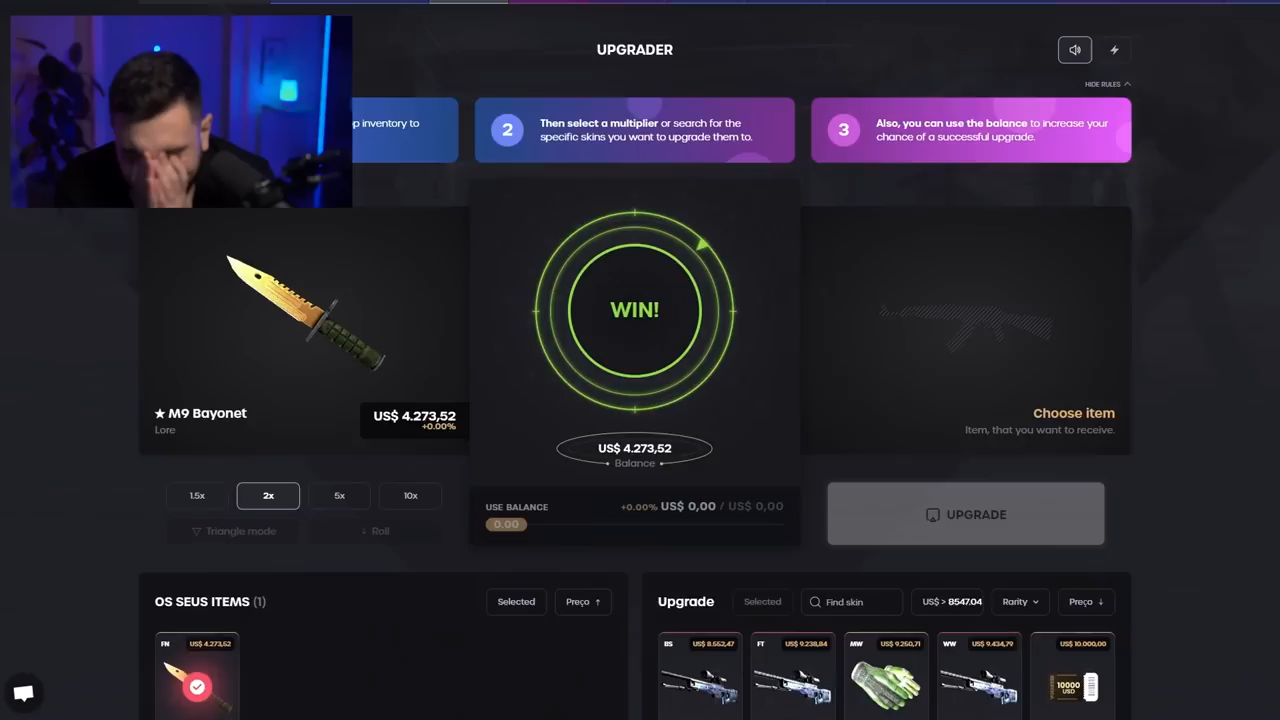 UPGRADER
HIDE RULES
p inventory to
2
Then select a multiplier or search for the
specific skins you want to upgrade them to.
3
Also, you can use the balance to increase your
chance of a successful upgrade.
WIN!
★ M9 Bayonet
Lore
US$ 4.273,52
+0.00%
US$ 4.273,52
Balance
Choose item
Item, that you want to receive.
1.5x
2x
5x
10x
Triangle mode
Roll
USE BALANCE
+0.00% US$ 0,00 / US$ 0,00
0.00
UPGRADE
OS SEUS ITEMS (1)
Selected
Preço ↑
Upgrade
Selected
Find skin
US$ > 8547.04
Rarity
Preço ↓
FN US$ 4.273,52
BS US$ 8.552,47
FT US$ 9.238,84
MW US$ 9.250,71
WW US$ 9.434,79
US$ 10.000,00
10000
USD